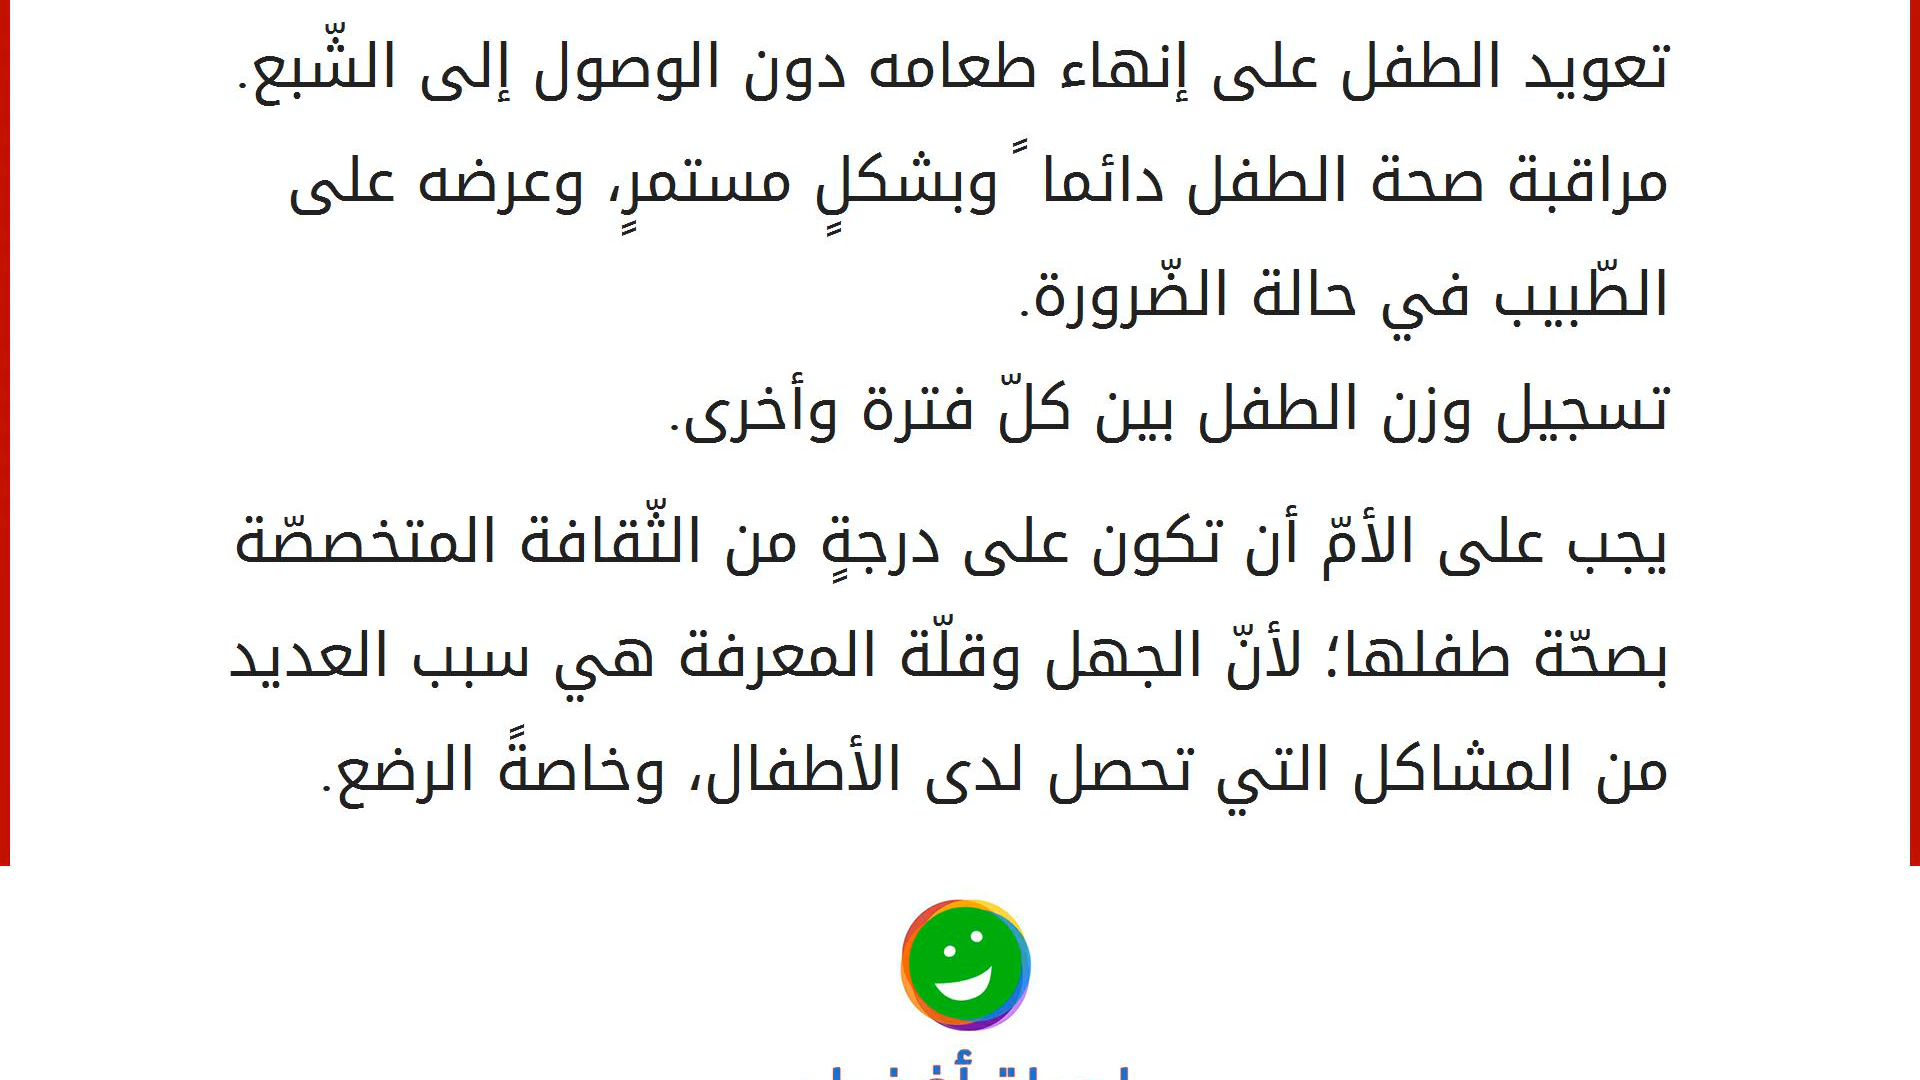 تعويد الطفل على إنهاء طعامه دون الوصول إلى الشّبع.
مراقبة صحة الطفل دائما ً وبشكلٍ مستمرٍ، وعرضه على
الطّبيب في حالة الضّرورة.
تسجيل وزن الطفل بين كلّ فترة وأخرى.
يجب على الأمّ أن تكون على درجةٍ من الثّقافة المتخصصّة
بصحّة طفلها؛ لأنّ الجهل وقلّة المعرفة هي سبب العديد
من المشاكل التي تحصل لدى الأطفال، وخاصةً الرضع.